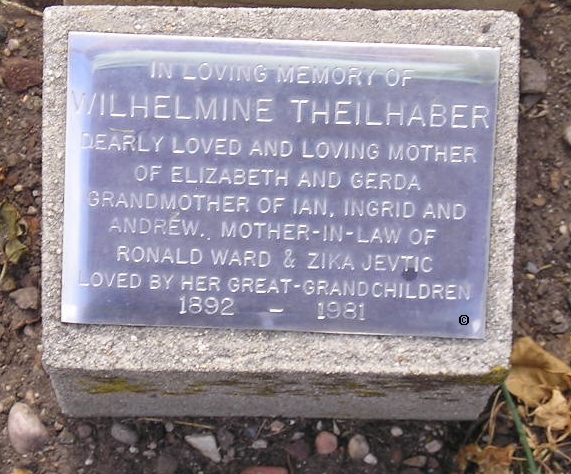 IN LOVING MEMORY OF
WILHELMINE THEILHABER
DEARLY LOVED AND LOVING MOTHER
OF ELIZABETH AND GERDA
GRANDMOTHER OF IAN, INGRID AND
ANDREW., MOTHER-IN-LAW OF
RONALD WARD & ZIKA JEVTIC
LOVED BY HER GREAT-GRANDCHILDREN
1892 – 1981
©